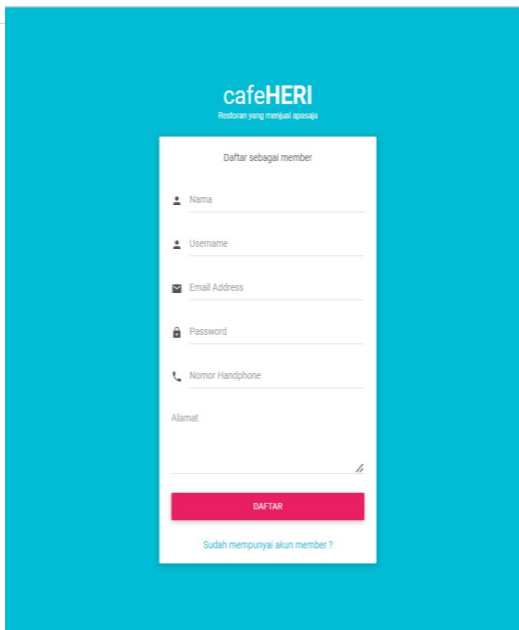 cafeHERI
Restoran yang menjual apasaja
Daftar sebagai member
Nama
Username
Email Address
Password
Nomor Handphone
Alamat
DAFTAR
Sudah mempunyai akun member ?